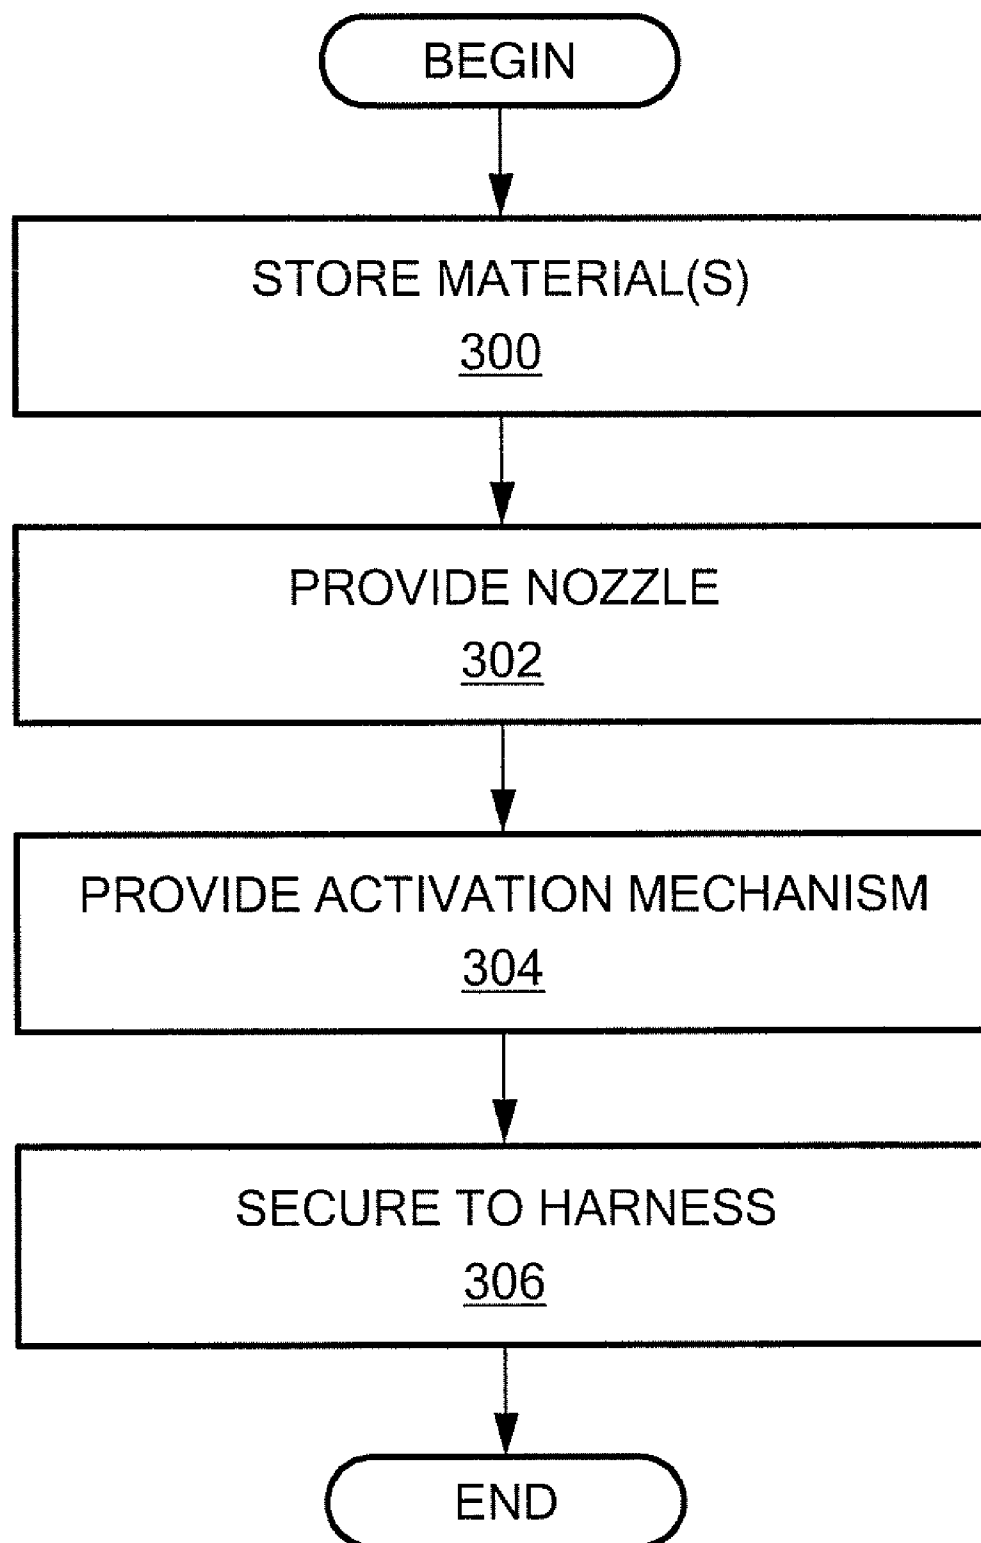 BEGIN
STORE MATERIAL(S)
300
PROVIDE NOZZLE
302
PROVIDE ACTIVATION MECHANISM
304
SECURE TO HARNESS
306
END